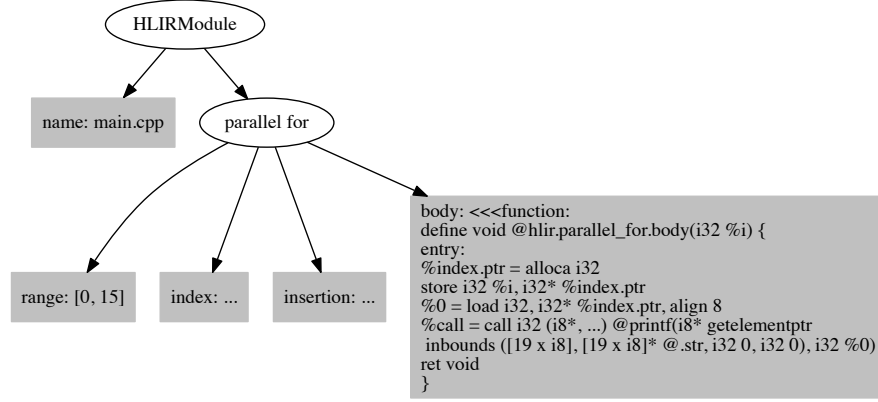 HLIRModule
name: main.cpp
parallel for
range: [0, 15]
index: ...
insertion: ...
body: <<<function:
define void @hlir.parallel_for.body(i32 %i) {
entry:
%index.ptr = alloca i32
store i32 %i, i32* %index.ptr
%0 = load i32, i32* %index.ptr, align 8
%call = call i32 (i8*, ...) @printf(i8* getelementptr
inbounds ([19 x i8], [19 x i8]* @.str, i32 0, i32 0), i32 %0)
ret void
}